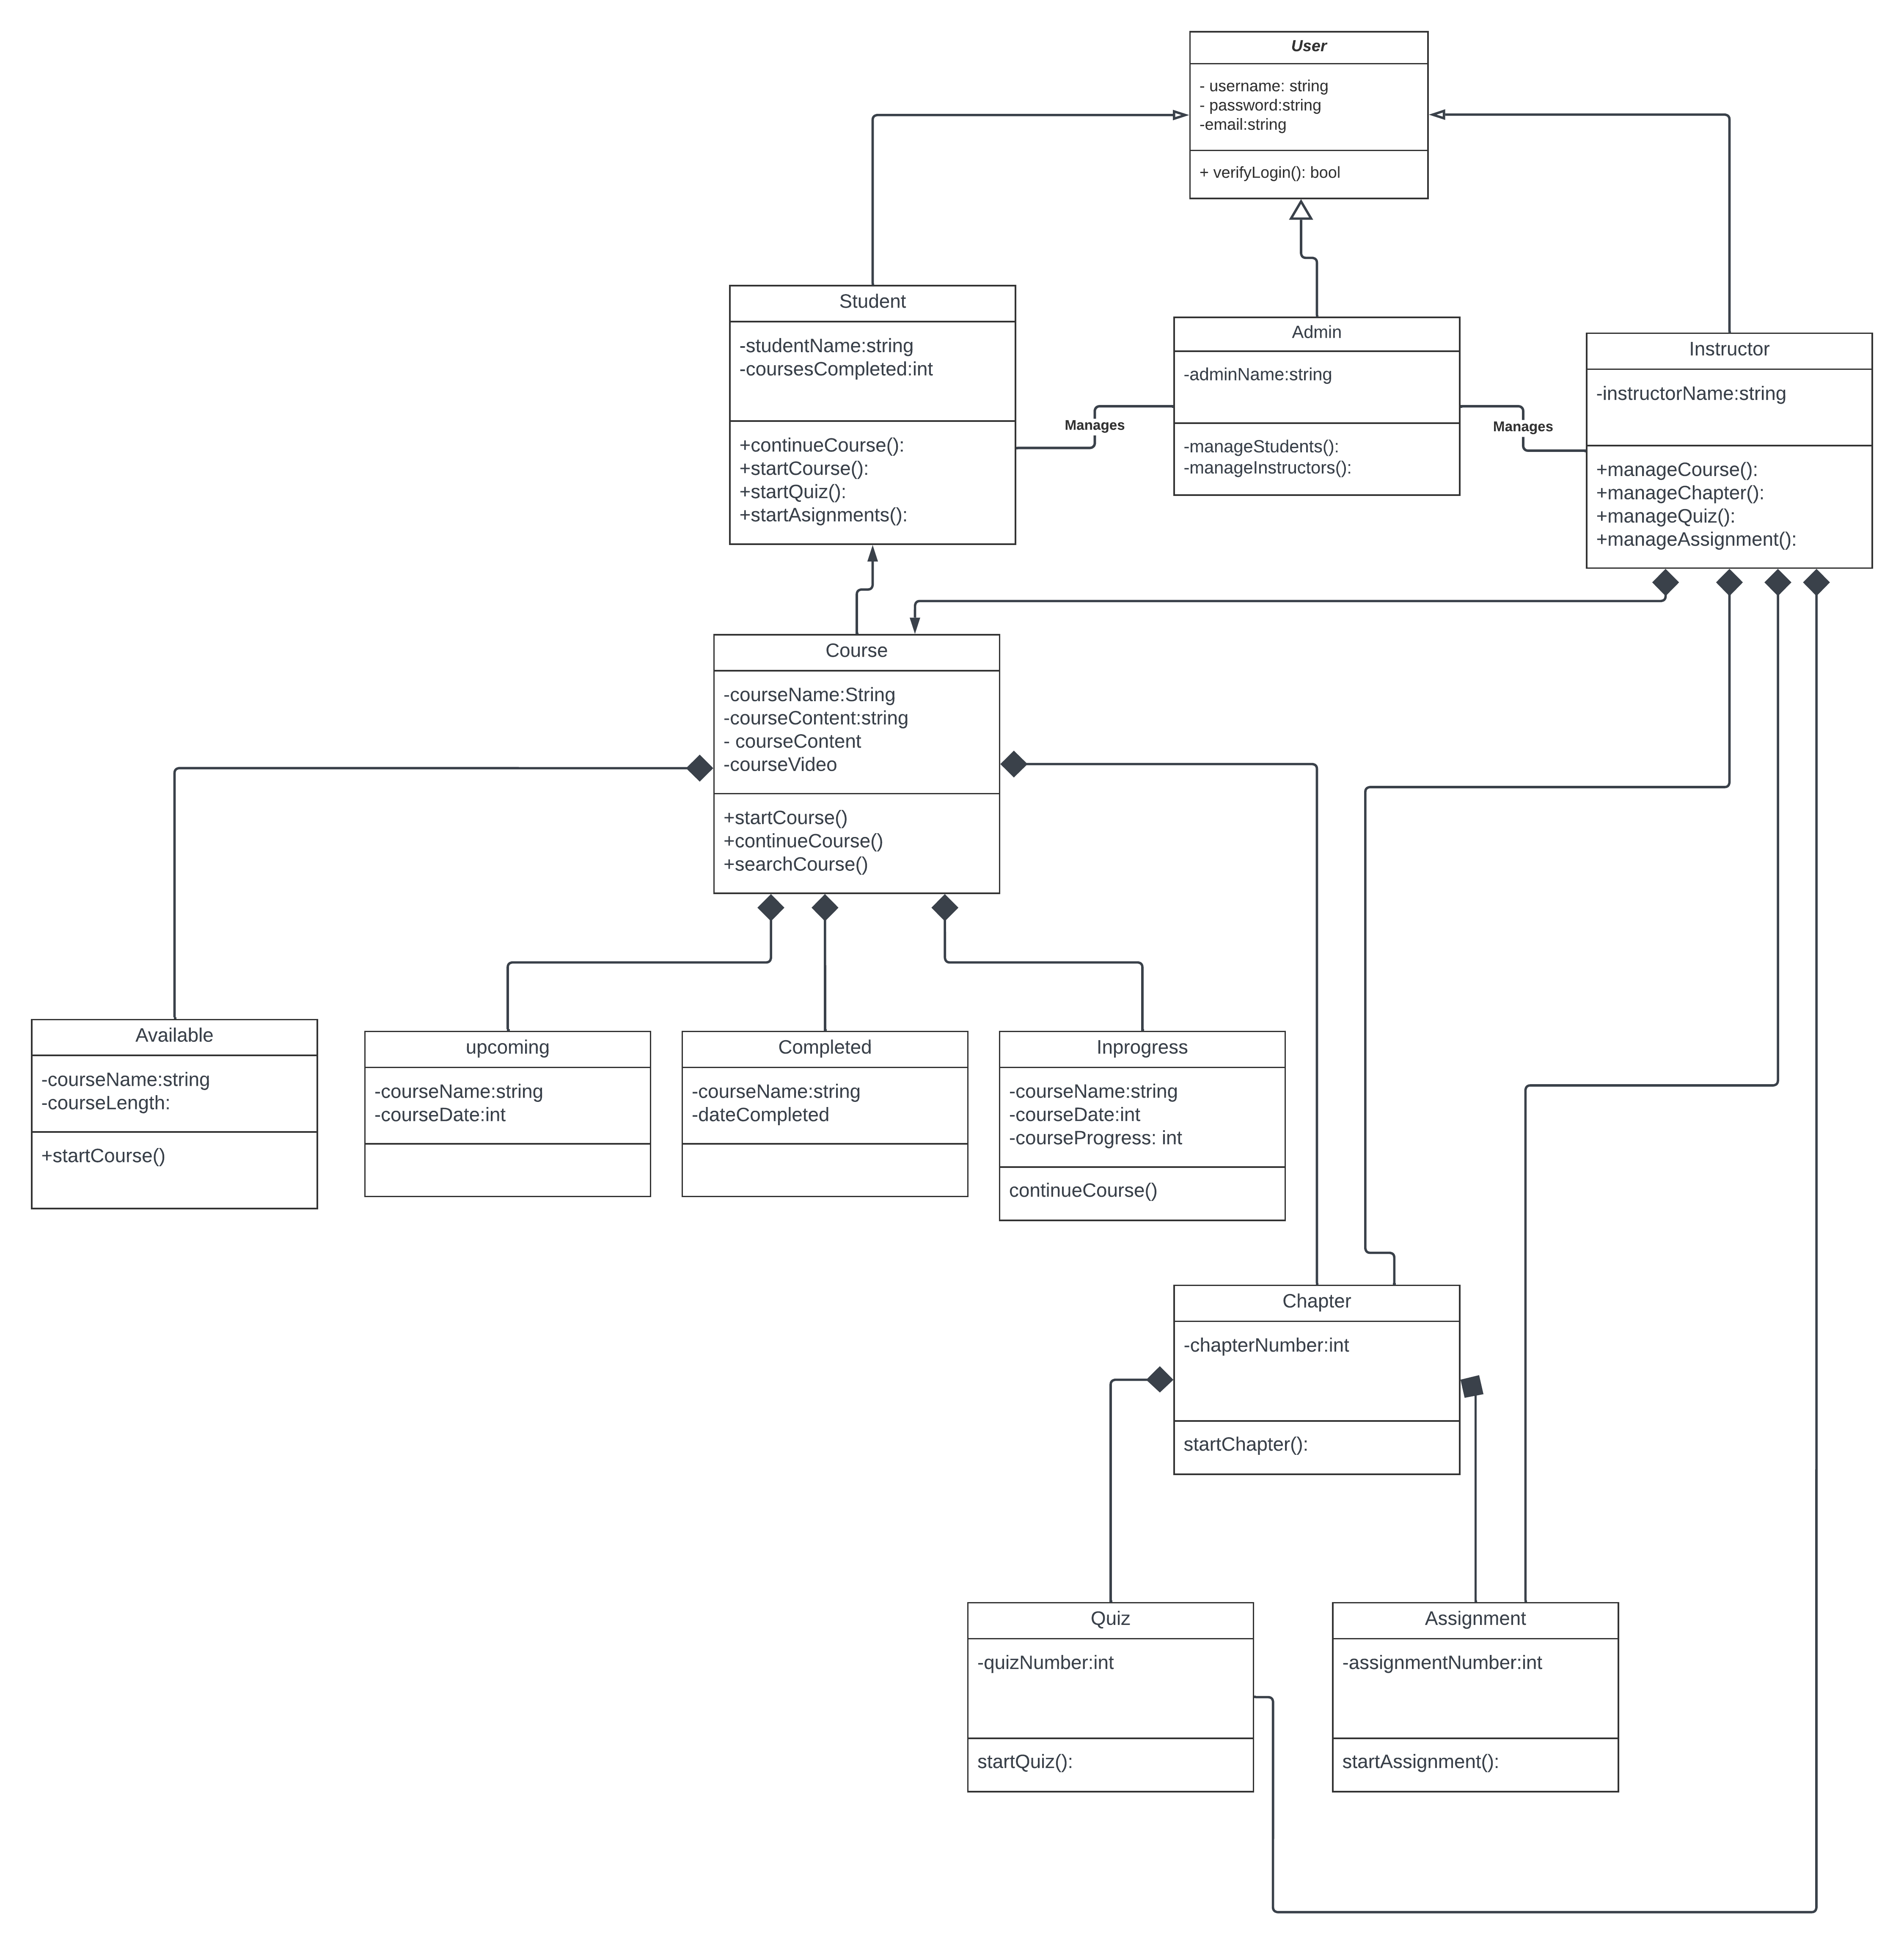 User
- username: string
- password:string
-email:string
+ verifyLogin(): bool
Student
-studentName:string
-coursesCompleted:int
+continueCourse():
+startCourse():
+startQuiz():
+startAsignments():
Manages
Admin
-adminName:string
-manageStudents():
-manageInstructors():
Manages
Instructor
-instructorName:string
+manageCourse():
+manageChapter():
+manageQuiz():
+manageAssignment():
Course
-courseName:String
-courseContent:string
- courseContent
-courseVideo
+startCourse()
+continueCourse()
+searchCourse()
Available
-courseName:string
-courseLength:
+startCourse()
upcoming
-courseName:string
-courseDate:int
Completed
-courseName:string
-dateCompleted
Inprogress
-courseName:string
-courseDate:int
-courseProgress: int
continueCourse()
Chapter
-chapterNumber:int
startChapter():
Quiz
-quizNumber:int
startQuiz():
Assignment
-assignmentNumber:int
startAssignment():